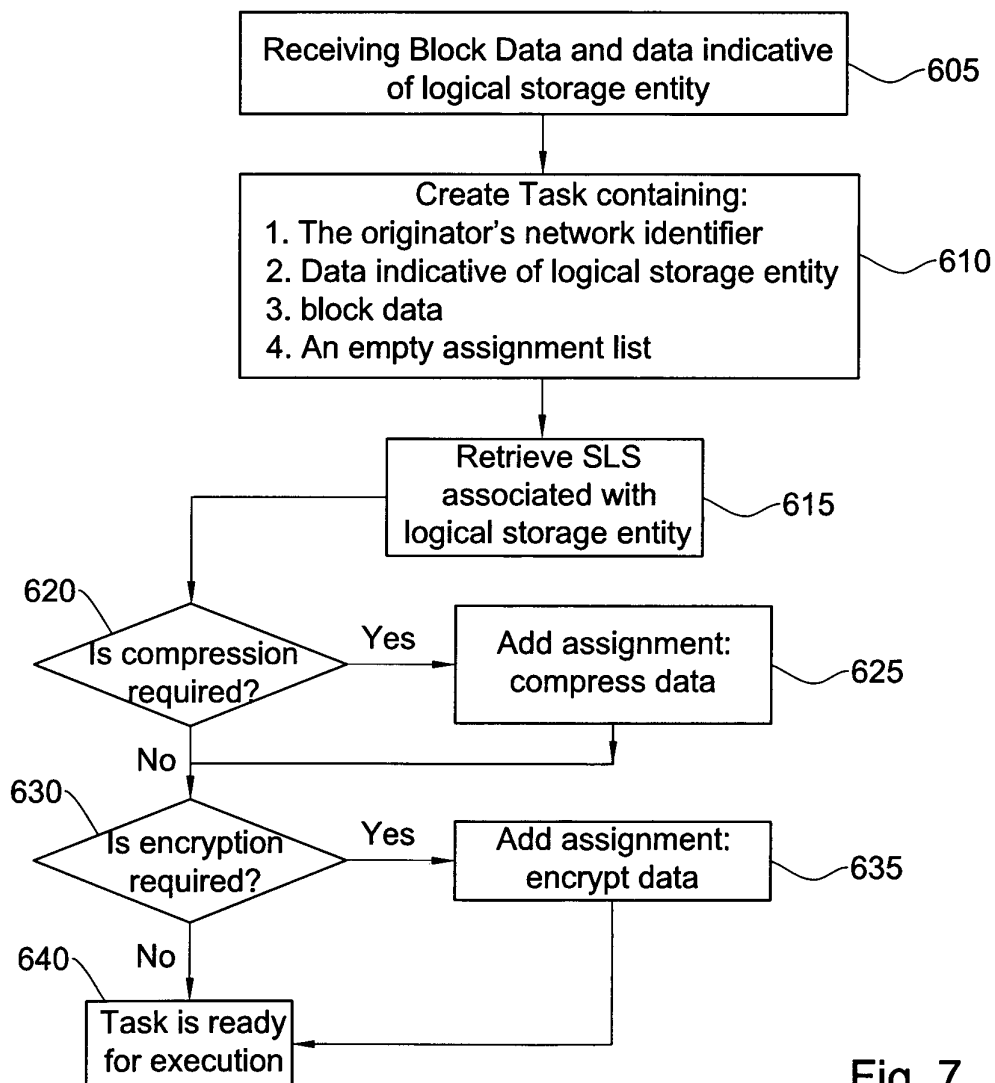 Receiving Block Data and data indicative
of logical storage entity
605
Create Task containing:
1. The originator's network identifier
2. Data indicative of logical storage entity
3. block data
4. An empty assignment list
610
Retrieve SLS
associated with
logical storage entity
615
620
Is compression
required?
Yes
Add assignment:
compress data
625
No
630
Is encryption
required?
Yes
Add assignment:
encrypt data
635
No
640
Task is ready
for execution
Fig. 7